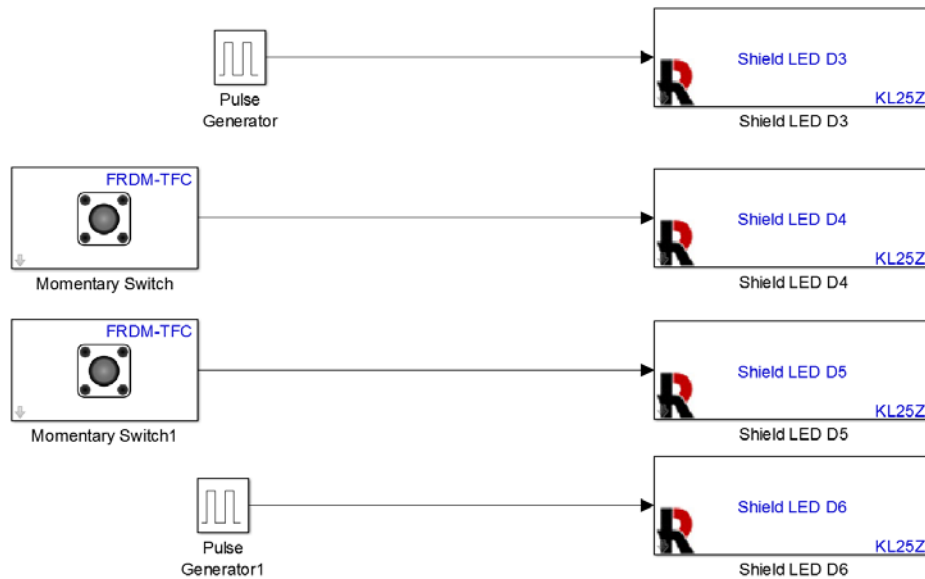 Shield LED D3
KL25Z
Pulse
Generator
Shield LED D3
FRDM-TFC
Shield LED D4
KL25Z
Momentary Switch
Shield LED D4
FRDM-TFC
Shield LED D5
KL25Z
Momentary Switch1
Shield LED D5
Shield LED D6
KL25Z
Pulse
Generator1
Shield LED D6